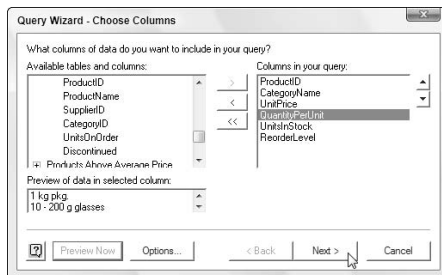 Query Wizard - Choose Columns
What columns of data do you want to include in your query?
Available tables and columns:
ProductID
ProductName
SupplierID
CategoryID
UnitsOnOrder
Discontinued
Products Above Average Price
Columns in your query:
ProductID
CategoryName
UnitPrice
QuantityPerUnit
UnitsInStock
ReorderLevel
>
<
<<
Preview of data in selected column:
1 kg pkg.
10 - 200 g glasses
Preview Now
Options...
< Back
Next >
Cancel